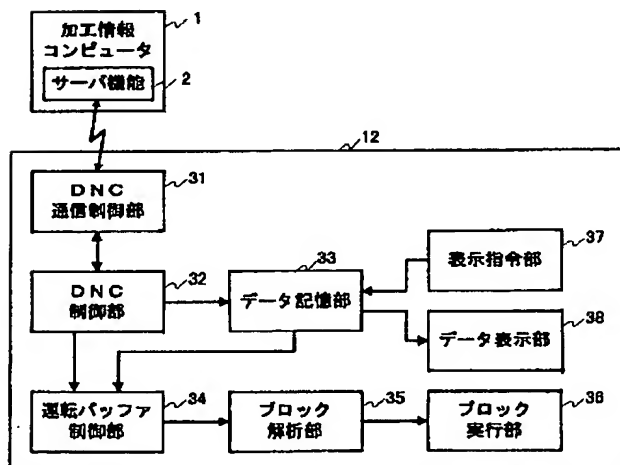 加工情報
コンピュータ
1
サーバ機能
2
12
DNC
通信制御部
31
DNC
制御部
32
データ記憶部
33
表示指令部
37
データ表示部
38
運転バッファ
制御部
34
ブロック
解析部
35
ブロック
実行部
36